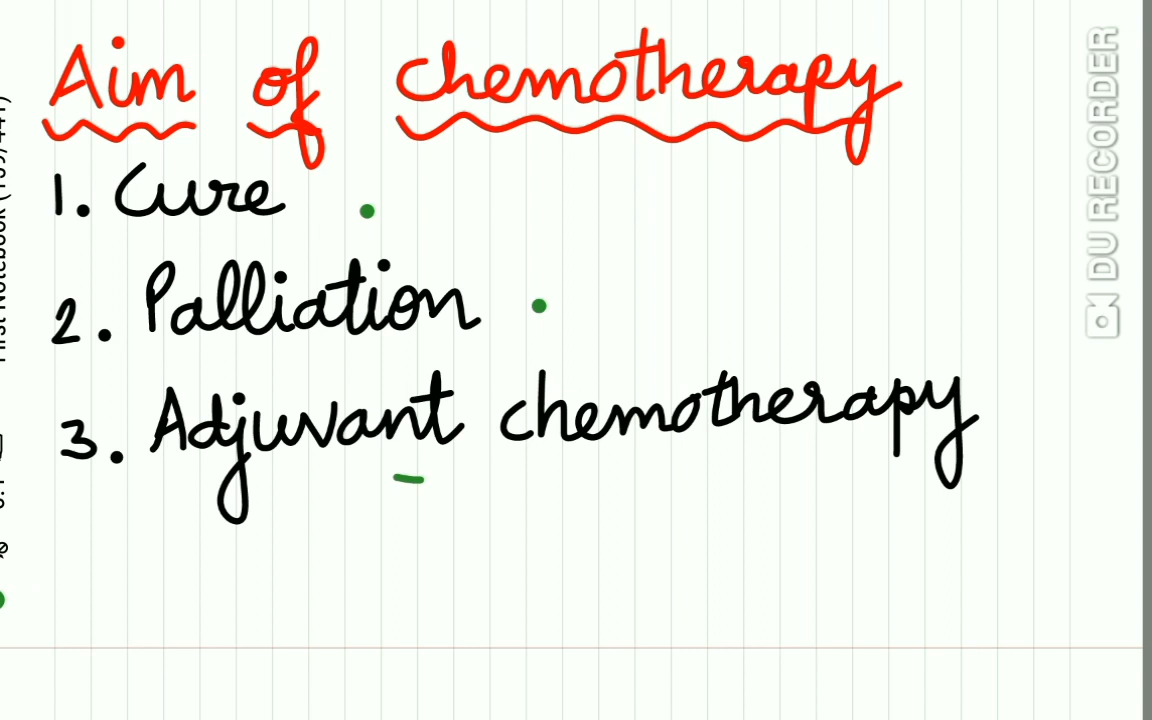 Aim of chemotherapy
1. Cure
2. Palliation
3. Adjuvant chemotherapy
DU RECORDER